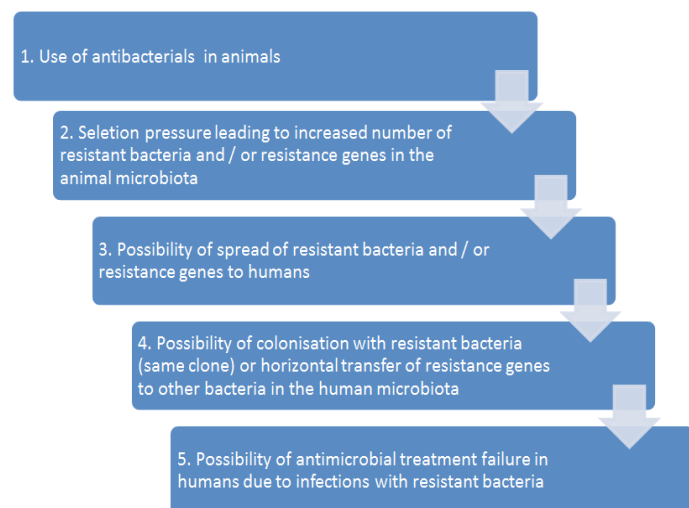 1. Use of antibacterials in animals
2. Seletion pressure leading to increased number of
resistant bacteria and / or resistance genes in the
animal microbiota
3. Possibility of spread of resistant bacteria and / or
resistance genes to humans
4. Possibility of colonisation with resistant bacteria
(same clone) or horizontal transfer of resistance genes
to other bacteria in the human microbiota
5. Possibility of antimicrobial treatment failure in
humans due to infections with resistant bacteria